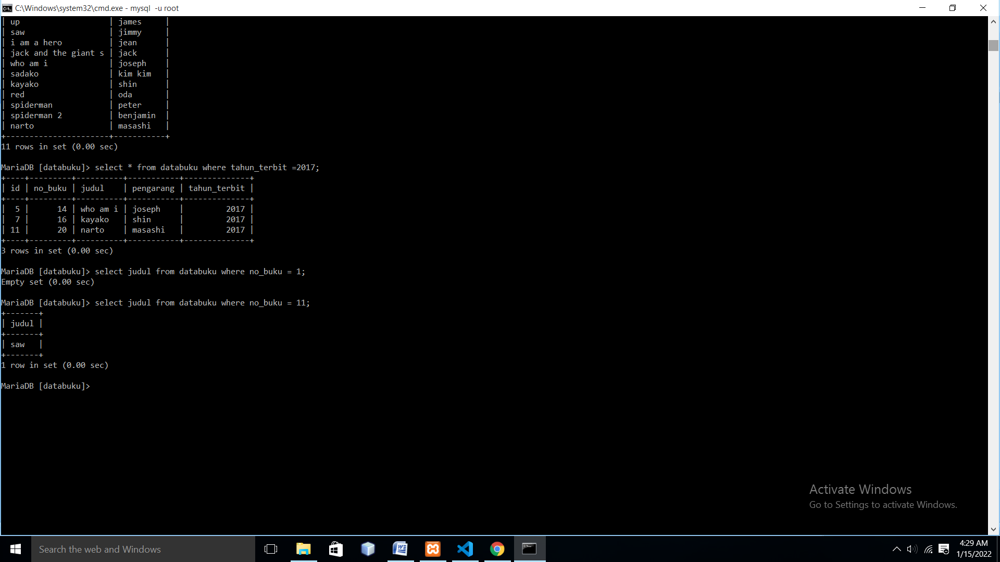 C:\Windows\system32\cmd.exe - mysql  -u root
| up                   | james     |
| saw                  | jimmy     |
| i am a hero          | jean      |
| jack and the giant s | jack      |
| who am i             | joseph    |
| sadako               | kim kim   |
| kayako               | shin      |
| red                  | oda       |
| spiderman            | peter     |
| spiderman 2          | benjamin  |
| narto                | masashi   |
+----------------------+-----------+
11 rows in set (0.00 sec)
MariaDB [databuku]> select * from databuku where tahun_terbit =2017;
+----+---------+----------+-----------+--------------+
| id | no_buku | judul    | pengarang | tahun_terbit |
+----+---------+----------+-----------+--------------+
|  5 |      14 | who am i | joseph    |         2017 |
|  7 |      16 | kayako   | shin      |         2017 |
| 11 |      20 | narto    | masashi   |         2017 |
+----+---------+----------+-----------+--------------+
3 rows in set (0.00 sec)
MariaDB [databuku]> select judul from databuku where no_buku = 1;
Empty set (0.00 sec)
MariaDB [databuku]> select judul from databuku where no_buku = 11;
+-------+
| judul |
+-------+
| saw   |
+-------+
1 row in set (0.00 sec)
MariaDB [databuku]>
Activate Windows
Go to Settings to activate Windows.
Search the web and Windows
4:29 AM
1/15/2022